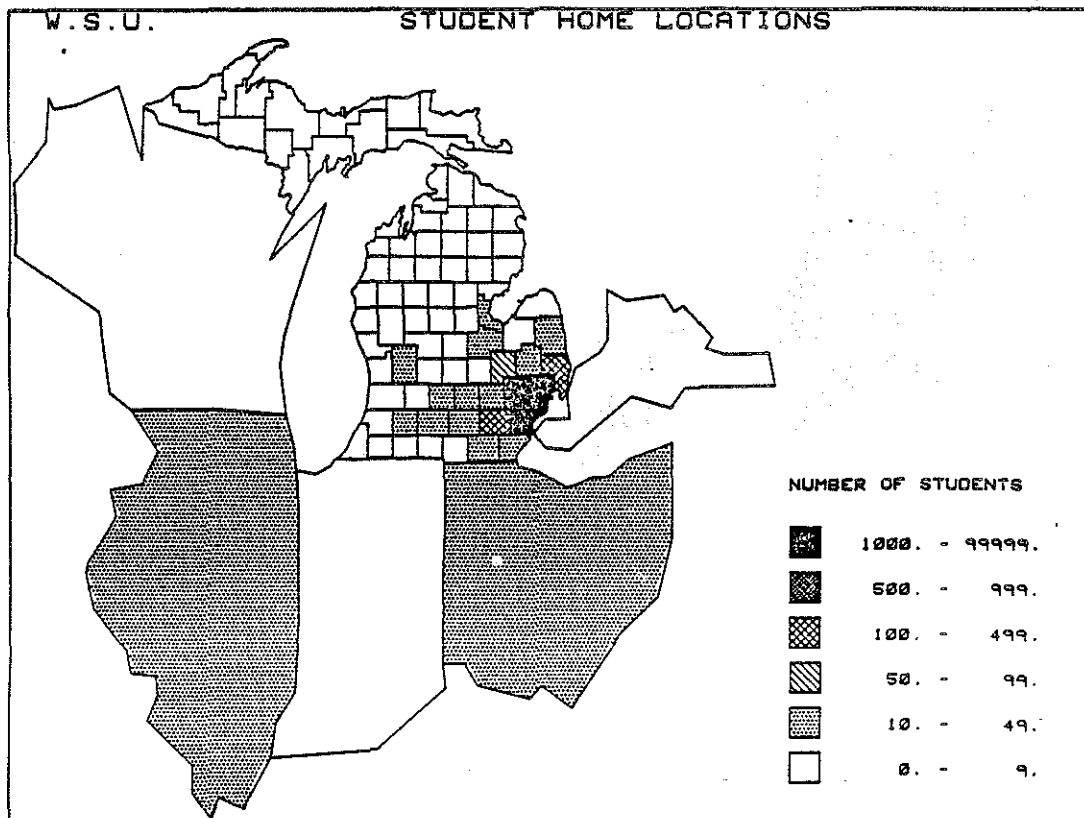 W.S.U. STUDENT HOME LOCATIONS
NUMBER OF STUDENTS
1000. - 99999.
500. - 999.
100. - 499.
50. - 99.
10. - 49.
0. - 9.